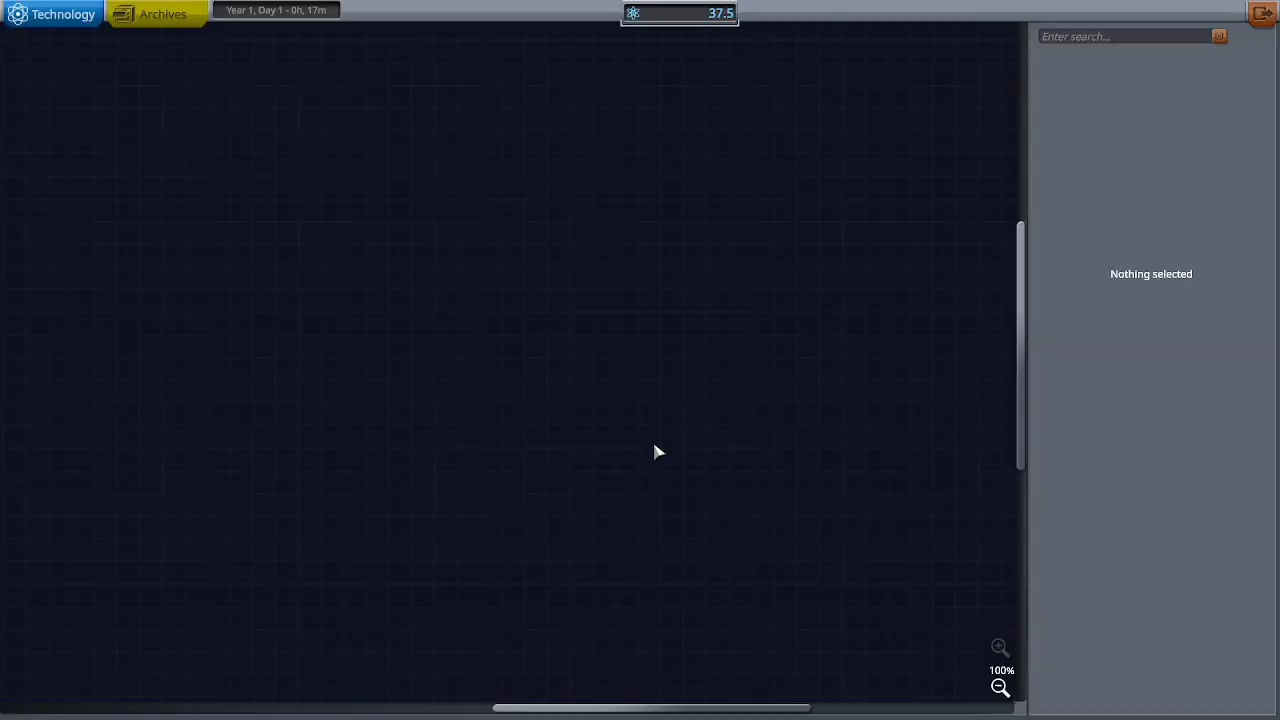 Technology
Archives
Year 1, Day 1 - 0h, 17m
37.5
Enter search...
Nothing selected
100%